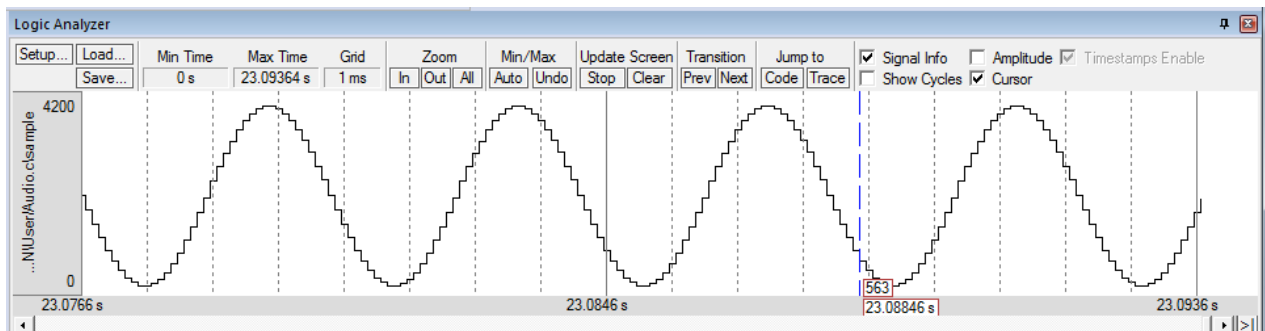 Logic Analyzer
Setup... Load... Min Time Max Time Grid Zoom Min/Max Update Screen Transition Jump to Signal Info Amplitude Timestamps Enable
Save... 0 s 23.09364 s 1 ms In Out All Auto Undo Stop Clear Prev Next Code Trace Show Cycles Cursor
4200
...N\User/Audio.c\sample
0
563
23.0766 s 23.0846 s 23.08846 s 23.0936 s
>|